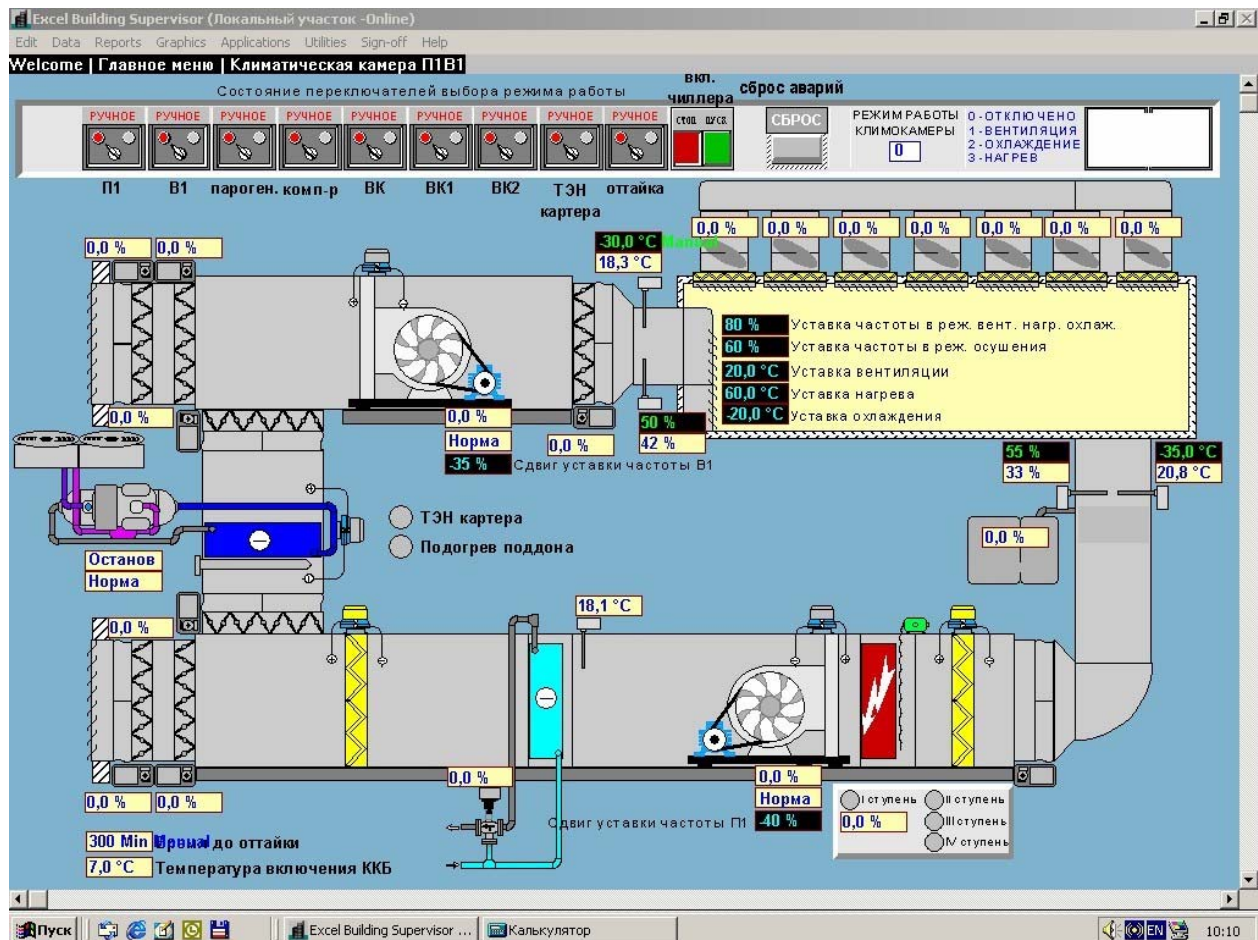 Excel Building Supervisor (Локальный участок -Online)
Edit Data Reports Graphics Applications Utilities Sign-off Help
Welcome | Главное меню | Климатическая камера П1В1
Состояние переключателей выбора режима работы
вкл. чиллера
сброс аварий
РУЧНОЕ РУЧНОЕ РУЧНОЕ РУЧНОЕ РУЧНОЕ РУЧНОЕ РУЧНОЕ РУЧНОЕ РУЧНОЕ
стоп пуск
СБРОС
РЕЖИМ РАБОТЫ
КЛИМОКАМЕРЫ
0
0-ОТКЛЮЧЕНО
1-ВЕНТИЛЯЦИЯ
2-ОХЛАЖДЕНИЕ
3-НАГРЕВ
П1 В1 пароген. комп-р ВК ВК1 ВК2 ТЭН картера оттайка
0,0 % 0,0 % 0,0 % 0,0 % 0,0 % 0,0 % 0,0 %
0,0 % 0,0 %
-30,0 °C Manual
18,3 °C
80 % Уставка частоты в реж. вент. нагр. охлаж.
60 % Уставка частоты в реж. осушения
20,0 °C Уставка вентиляции
60,0 °C Уставка нагрева
-20,0 °C Уставка охлаждения
0,0 %
0,0 %
Норма
-35 % Сдвиг уставки частоты В1
0,0 %
50 %
42 %
55 %
33 %
-35,0 °C
20,8 °C
ТЭН картера
Подогрев поддона
0,0 %
Останов
Норма
18,1 °C
0,0 %
0,0 %
0,0 %
Норма
Сдвиг уставки частоты П1 -40 %
I ступень II ступень
0,0 % III ступень
IV ступень
0,0 % 0,0 %
300 Min Manual до оттайки
7,0 °C Температура включения ККБ
Пуск
Excel Building Supervisor ...
Калькулятор
EN
10:10